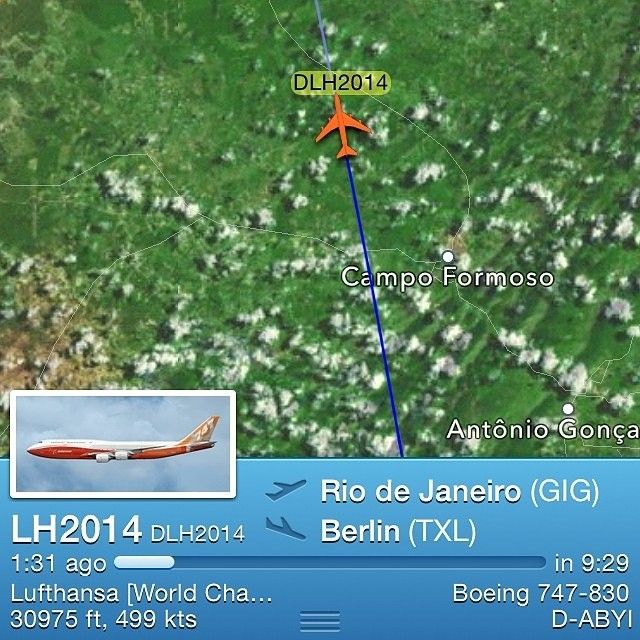 DLH2014
Campo Formoso
Antônio Gonça
Rio de Janeiro (GIG)
LH2014 DLH2014
Berlin (TXL)
1:31 ago
in 9:29
Lufthansa [World Cha...
Boeing 747-830
30975 ft, 499 kts
D-ABYI